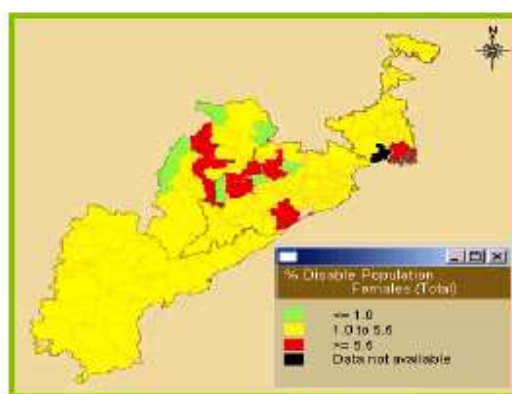 N
% Disable Population
Females (Total)
<= 1.0
1.0 to 5.6
>= 5.6
Data not available